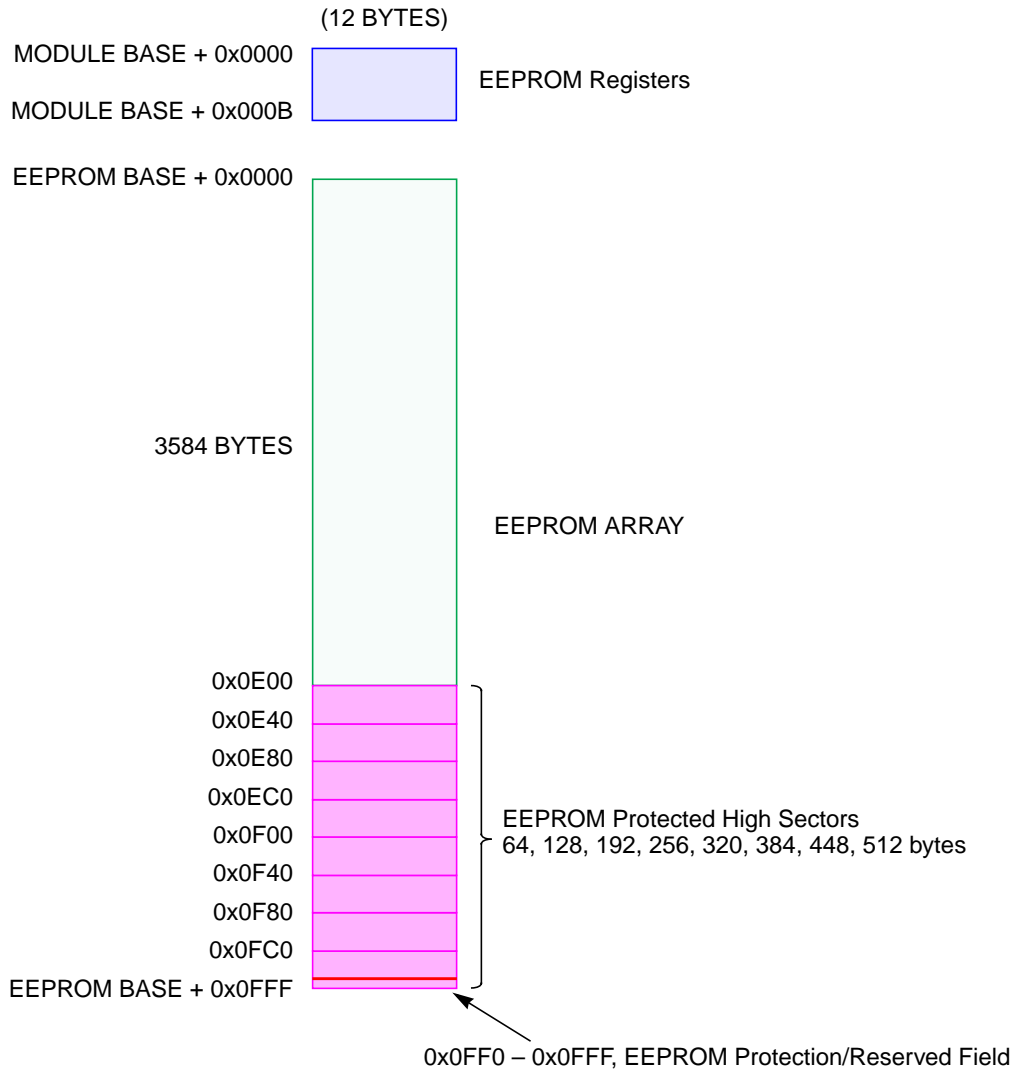 (12 BYTES)
MODULE BASE + 0x0000
EEPROM Registers
MODULE BASE + 0x000B
EEPROM BASE + 0x0000
3584 BYTES
EEPROM ARRAY
0x0E00
0x0E40
0x0E80
0x0EC0
0x0F00
0x0F40
0x0F80
0x0FC0
EEPROM Protected High Sectors
64, 128, 192, 256, 320, 384, 448, 512 bytes
EEPROM BASE + 0x0FFF
0x0FF0 – 0x0FFF, EEPROM Protection/Reserved Field